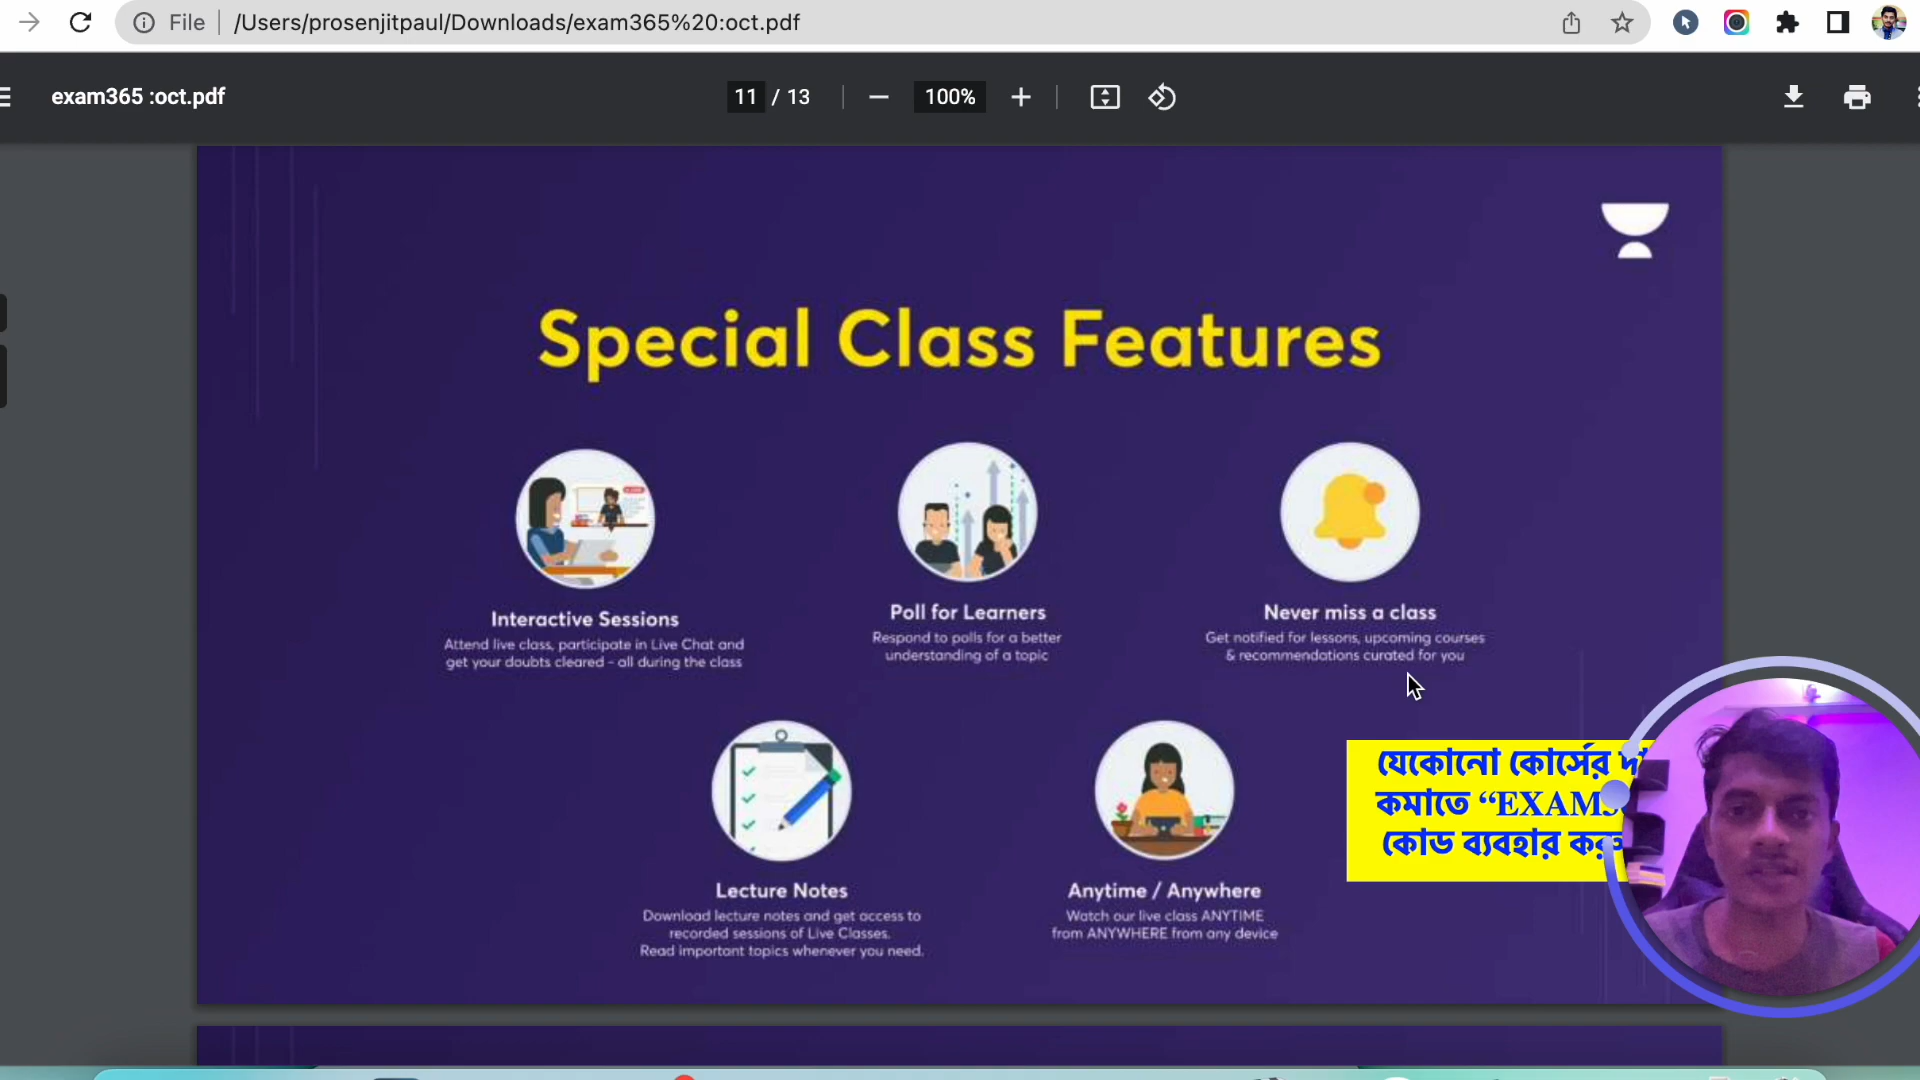 File
/Users/prosenjitpaul/Downloads/exam365%20:oct.pdf
exam365 :oct.pdf
11 / 13
100%
Special Class Features
Interactive Sessions
Attend live class, participate in Live Chat and
get your doubts cleared - all during the class
Poll for Learners
Respond to polls for a better
understanding of a topic
Never miss a class
Get notified for lessons, upcoming courses
& recommendations curated for you
Lecture Notes
Download lecture notes and get access to
recorded sessions of Live Classes.
Read important topics whenever you need.
Anytime / Anywhere
Watch our live class ANYTIME
from ANYWHERE from any device
যেকোনো কোর্সের
কমাতে
কোড ব্যবহার